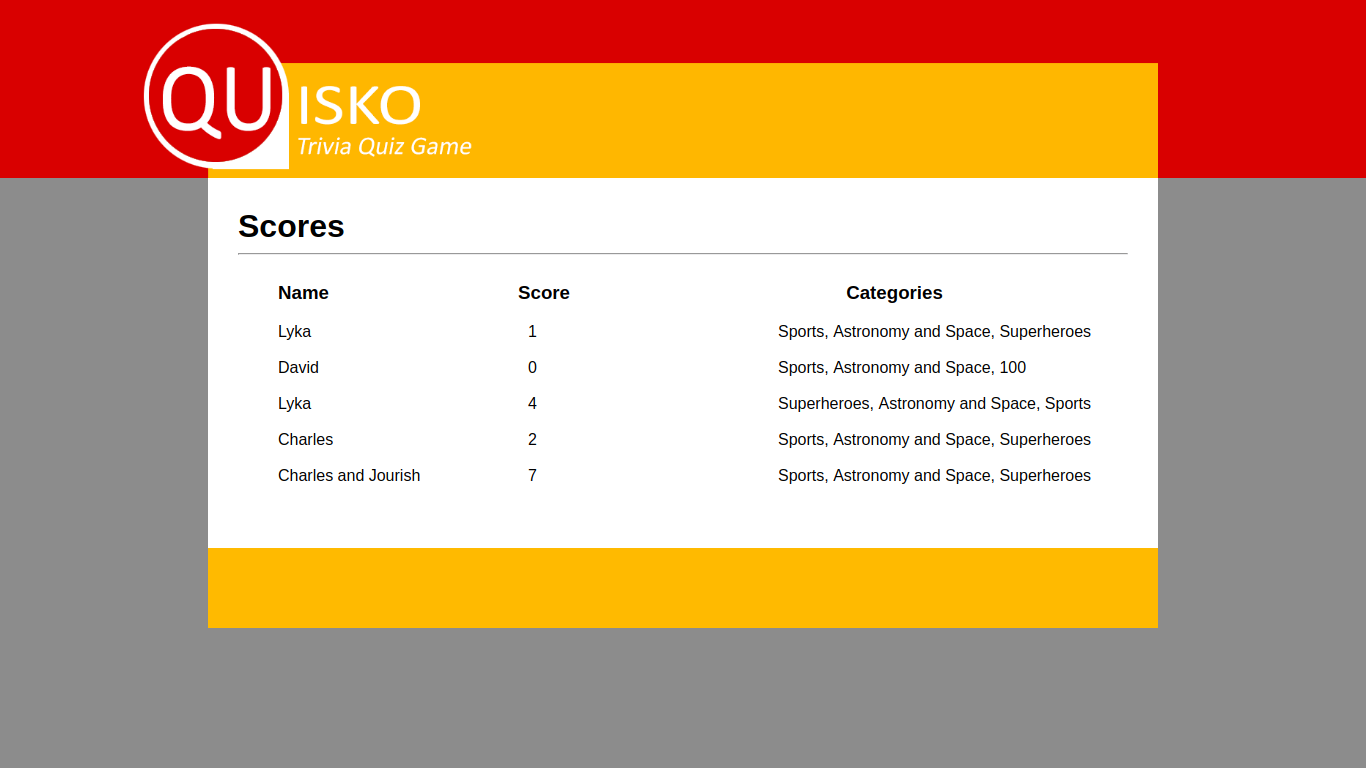 QUISKO
Trivia Quiz Game
Scores
Name Score Categories
Lyka 1 Sports, Astronomy and Space, Superheroes
David 0 Sports, Astronomy and Space, 100
Lyka 4 Superheroes, Astronomy and Space, Sports
Charles 2 Sports, Astronomy and Space, Superheroes
Charles and Jourish 7 Sports, Astronomy and Space, Superheroes